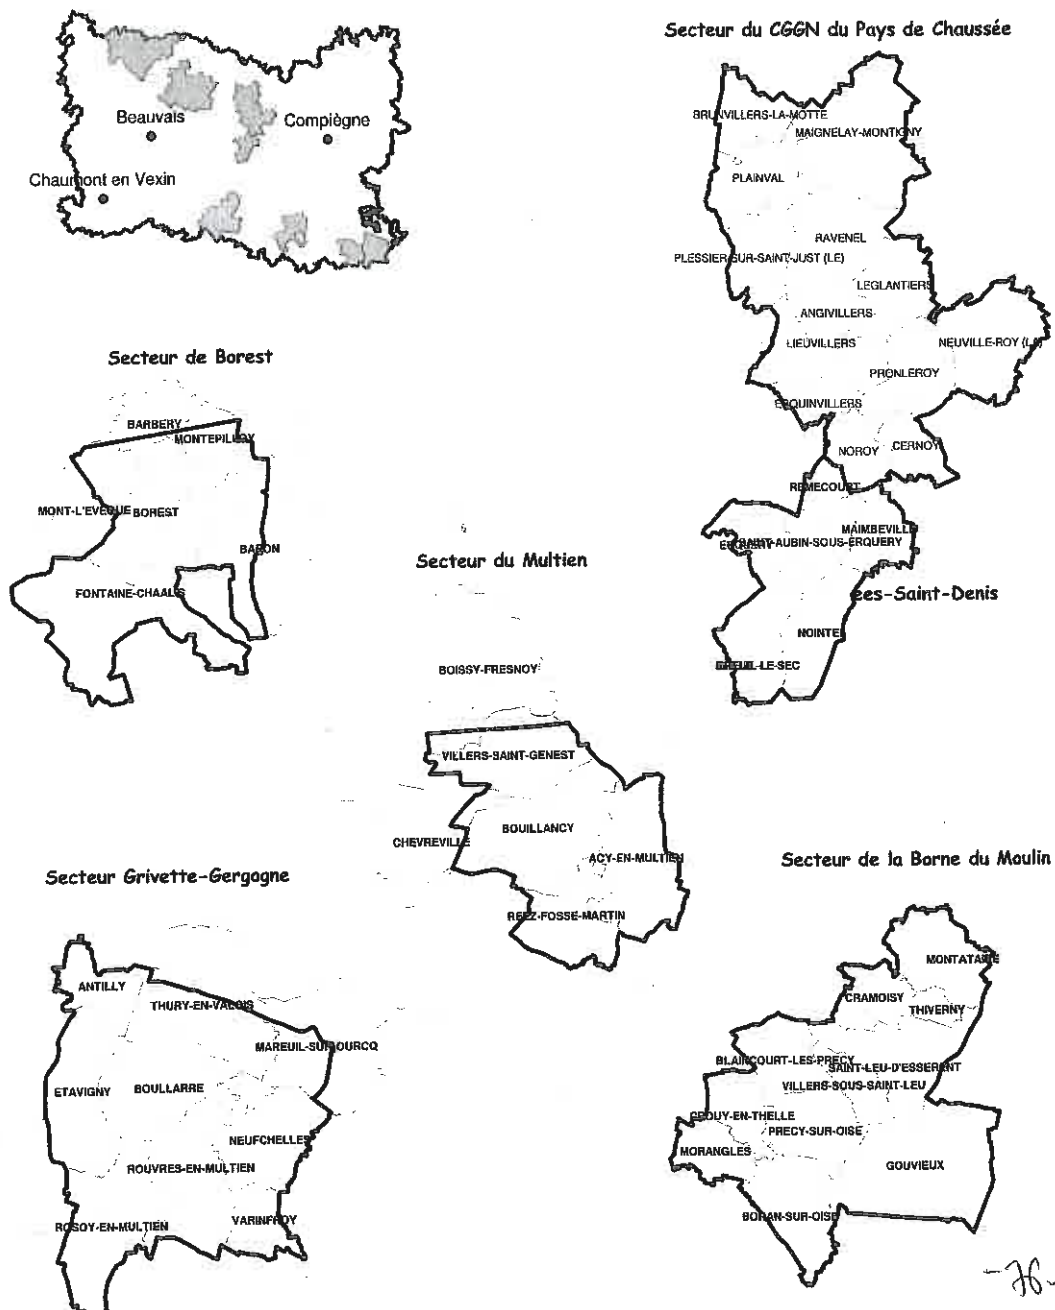 Beauvais
Compiègne
Chaumont en Vexin
Secteur du CGGN du Pays de Chaussée
BRUNVILLERS-LA-MOTTE
MAIGNELAY-MONTIGNY
PLAINVAL
RAVENEL
PLESSIER-SUR-SAINT-JUST (LE)
LEGLANTIERS
ANGIVILLERS
LIEUVILLERS
NEUVILLE-ROY (LA)
PRONLEROY
ERQUINVILLERS
NOROY
CERNOY
REMECOURT
MAIMBEVILLE
SAINT-AUBIN-SOUS-ERQUERY
ees-Saint-Denis
NOINTEL
Secteur de Borest
BARBERY
MONTEPILLOY
MONT-L'EVEQUE
BOREST
BARON
FONTAINE-CHAALIS
Secteur du Multien
BOISSY-FRESNOY
VILLERS-SAINT-GENEST
BOUILLANCY
CHEVREVILLE
ACY-EN-MULTIEN
REEZ-FOSSE-MARTIN
Secteur Grivette-Gergogne
ANTILLY
THURY-EN-VALOIS
MAREUIL-SUR-OURCQ
ETAVIGNY
BOULLARRE
NEUFCHELLES
ROUVRES-EN-MULTIEN
ROSOY-EN-MULTIEN
VARINFROY
Secteur de la Borne du Moulin
MONTATAIRE
CRAMOISY
THIVERNY
BLAINCOURT-LES-PRECY
SAINT-LEU-D'ESSERENT
VILLERS-SOUS-SAINT-LEU
CROUY-EN-THELLE
PRECY-SUR-OISE
MORANGLES
GOUVIEUX
BORAN-SUR-OISE
-76-